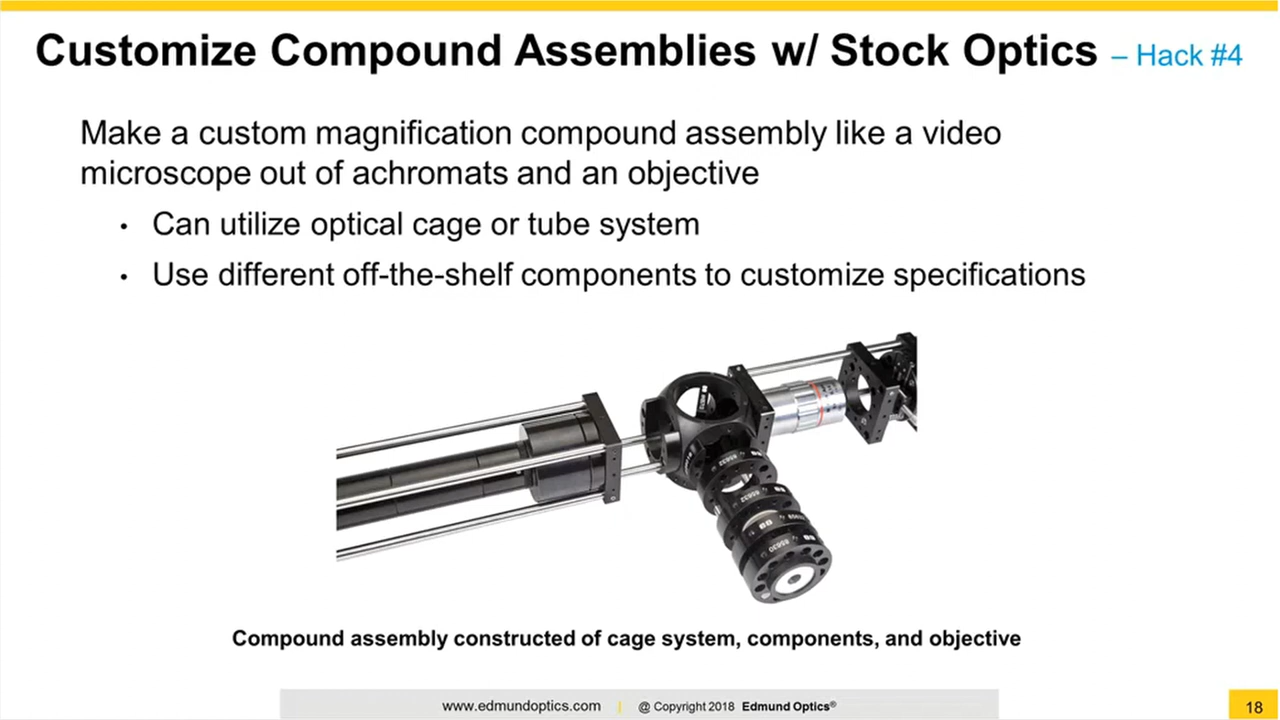 Customize Compound Assemblies w/ Stock Optics – Hack #4
Make a custom magnification compound assembly like a video
microscope out of achromats and an objective
• Can utilize optical cage or tube system
• Use different off-the-shelf components to customize specifications
Compound assembly constructed of cage system, components, and objective
www.edmundoptics.com | @ Copyright 2018 Edmund Optics®
18